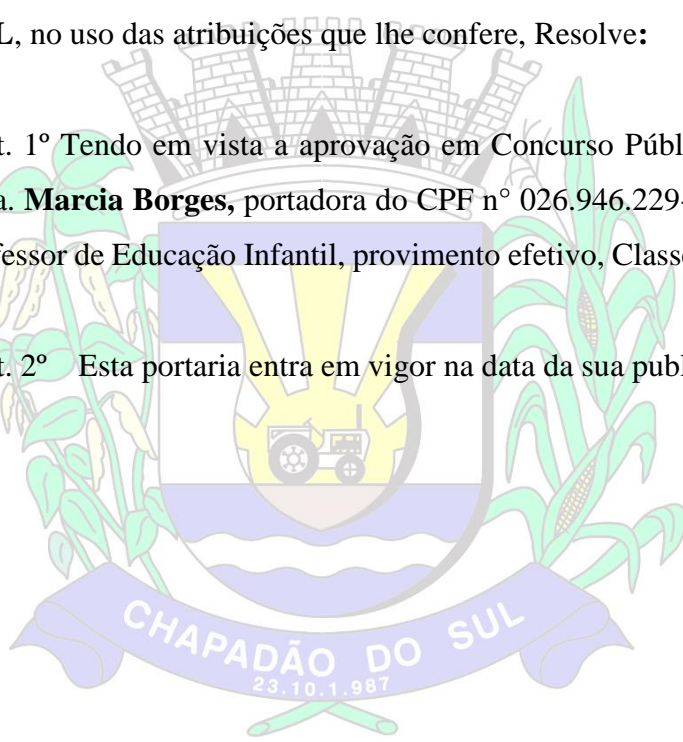 L, no uso das atribuições que lhe confere, Resolve:
t. 1º Tendo em vista a aprovação em Concurso Públ
a. Marcia Borges, portadora do CPF n° 026.946.229-
fessor de Educação Infantil, provimento efetivo, Classe
t. 2º Esta portaria entra em vigor na data da sua publ
CHAPADÃO DO SUL
23.10.1.987